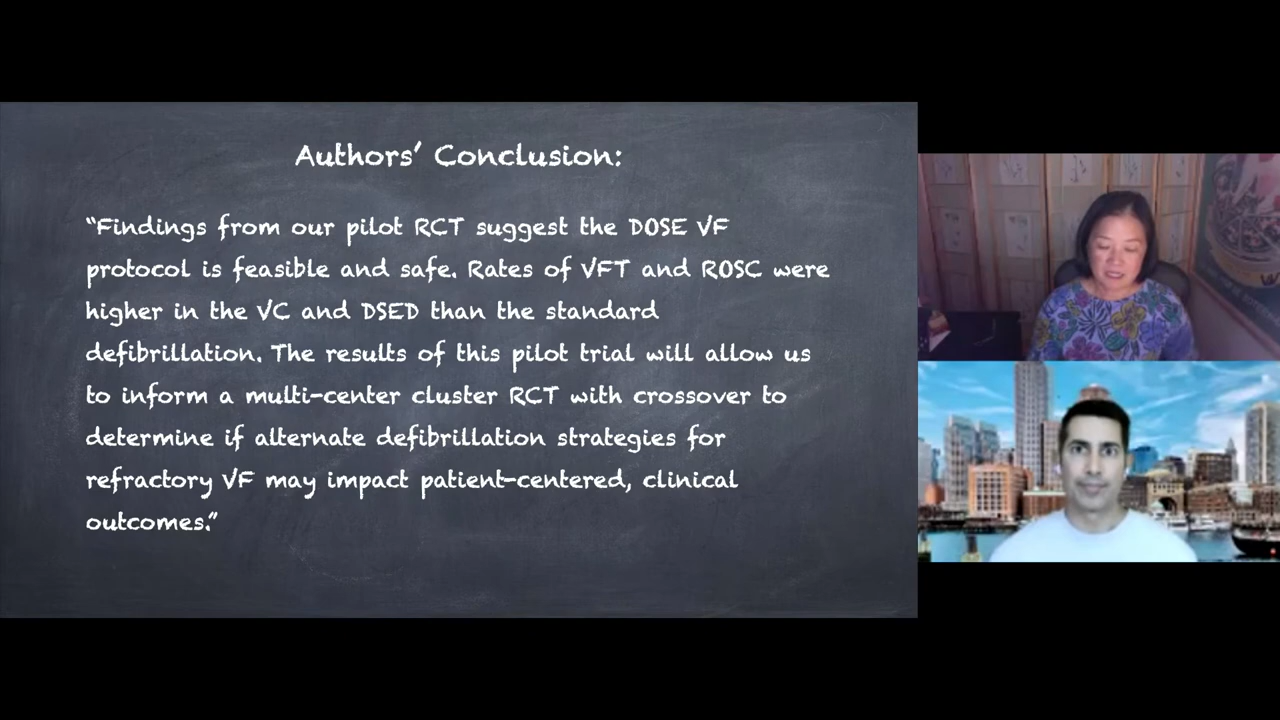 Authors' Conclusion:
“Findings from our pilot RCT suggest the DOSE VF
protocol is feasible and safe. Rates of VFT and ROSC were
higher in the VC and DSED than the standard
defibrillation. The results of this pilot trial will allow us
to inform a multi-center cluster RCT with crossover to
determine if alternate defibrillation strategies for
refractory VF may impact patient-centered, clinical
outcomes.”